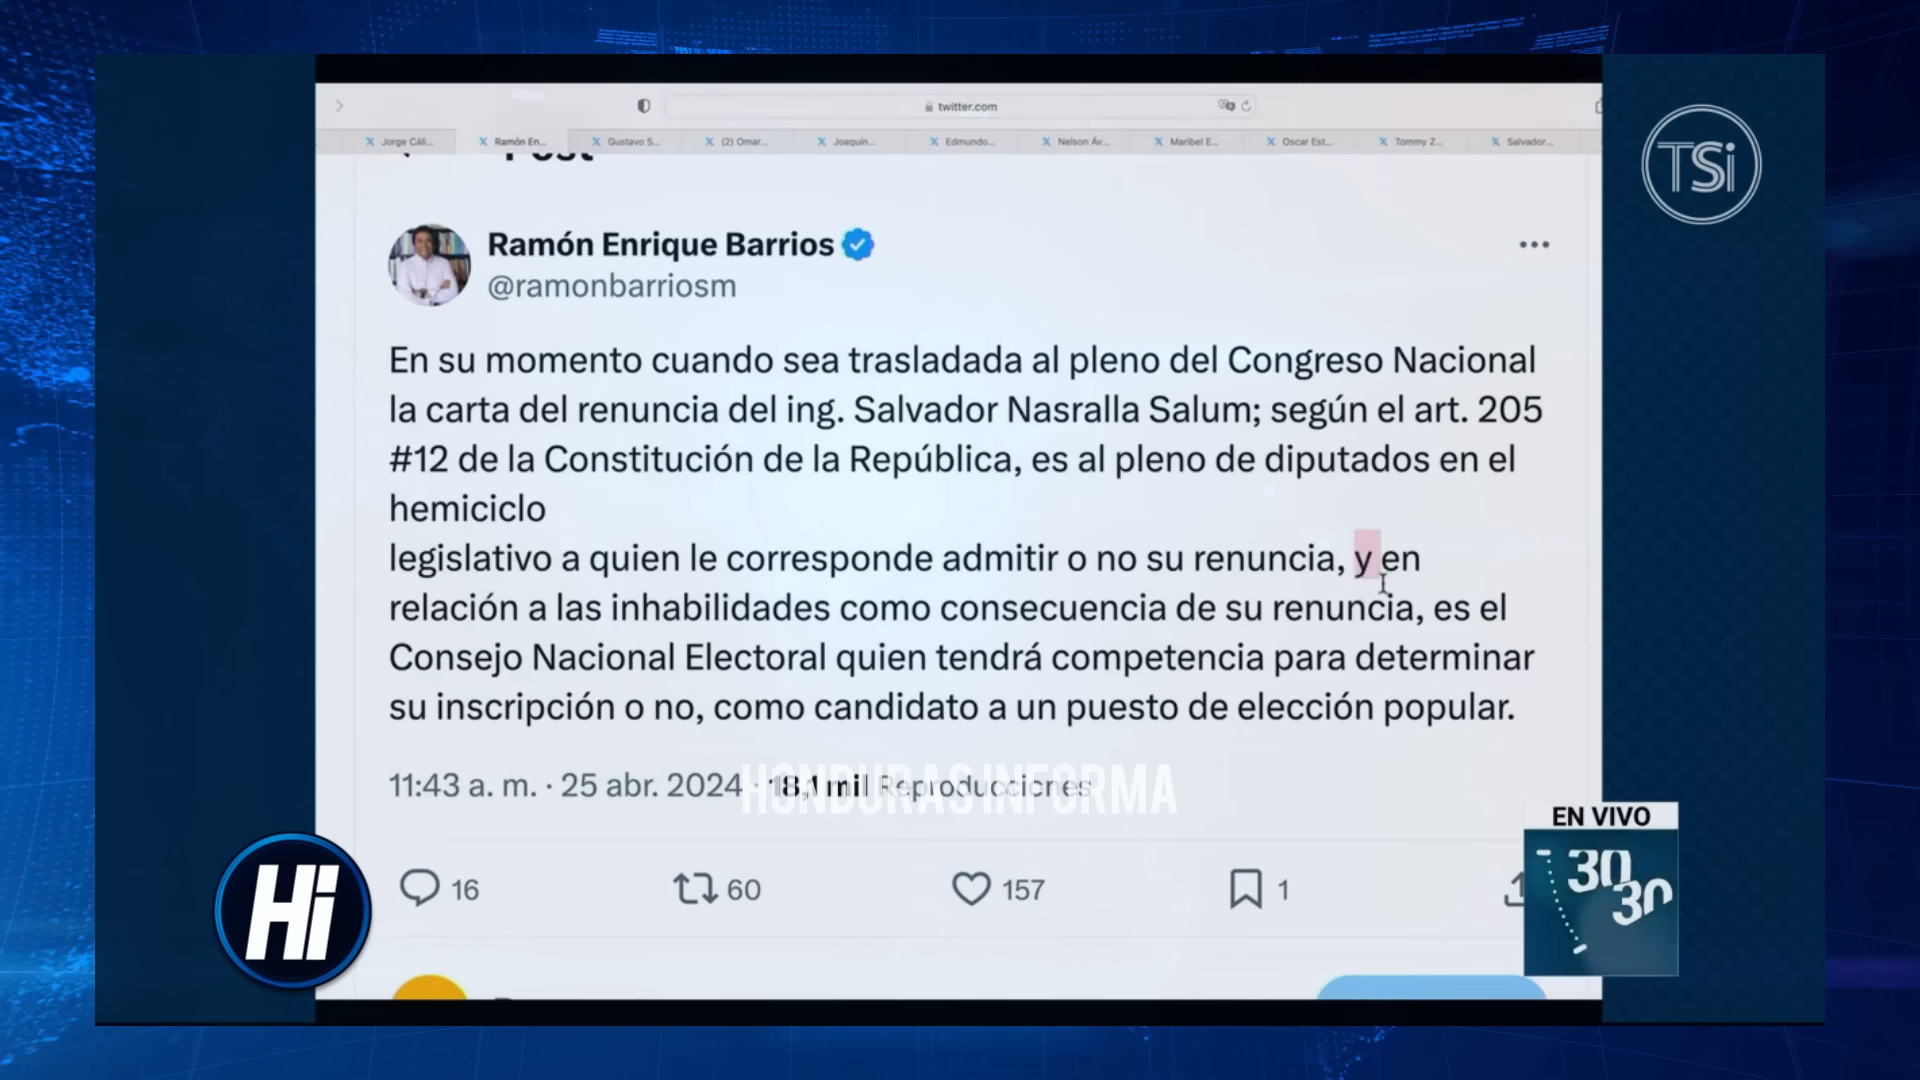 twitter.com
Jorge Cáli...
Ramón En...
Gustavo S...
(2) Omar...
Joaquín...
Edmundo...
Nelson Áv...
Maribel E...
Oscar Est...
Tommy Z...
Salvador...
Post
TSi
Ramón Enrique Barrios
@ramonbarriosm
En su momento cuando sea trasladada al pleno del Congreso Nacional
la carta del renuncia del ing. Salvador Nasralla Salum; según el art. 205
#12 de la Constitución de la República, es al pleno de diputados en el
hemiciclo
legislativo a quien le corresponde admitir o no su renuncia, y en
relación a las inhabilidades como consecuencia de su renuncia, es el
Consejo Nacional Electoral quien tendrá competencia para determinar
su inscripción o no, como candidato a un puesto de elección popular.
11:43 a. m. · 25 abr. 2024 · 18,1 mil Reproducciones
HONDURAS INFORMA
16
60
157
1
EN VIVO
30
30
Hi